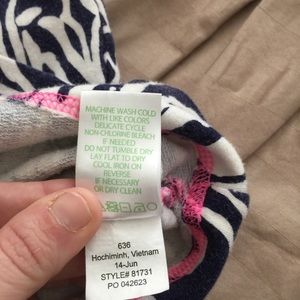 MACHINE WASH COLD
WITH LIKE COLORS
DELICATE CYCLE
NON-CHLORINE BLEACH
IF NEEDED
DO NOT TUMBLE DRY
LAY FLAT TO DRY
COOL IRON ON
REVERSE
IF NECESSARY
OR DRY CLEAN
636
Hochiminh, Vietnam
14-Jun
STYLE# 81731
PO 042623